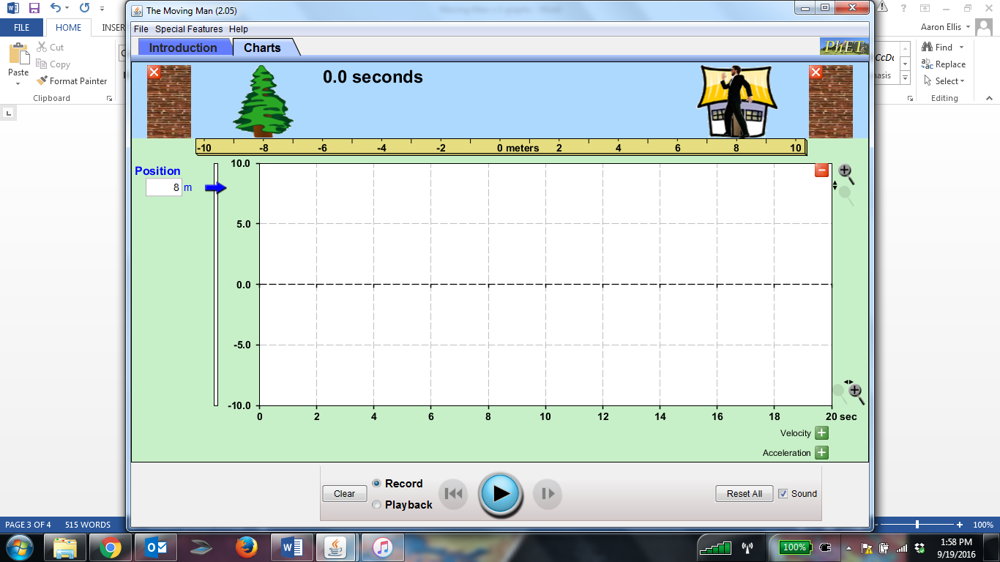 The Moving Man (2.05)
FILE
HOME
INSER
Aaron Ellis
File Special Features Help
Cut
Copy
Paste
Format Painter
Clipboard
Introduction
Charts
PhET
Find
Replace
Select
Editing
0.0 seconds
-10 -8 -6 -4 -2 0 meters 2 4 6 8 10
Position
8 m
10.0
5.0
0.0
-5.0
-10.0
0 2 4 6 8 10 12 14 16 18 20 sec
Velocity
Acceleration
Clear
Record
Playback
Reset All
Sound
PAGE 3 OF 4 515 WORDS
100%
100%
1:58 PM
9/19/2016